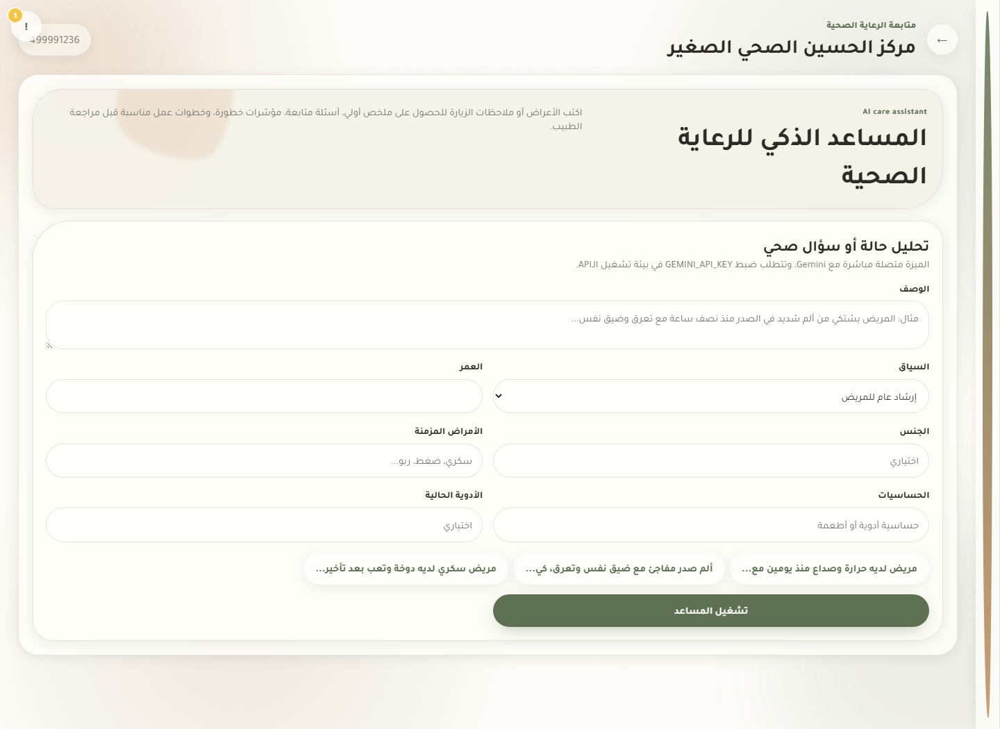 متابعة الرعاية الصحية
مركز الحسين الصحي الصغير
←
1
!
499991236
AI care assistant
المساعد الذكي للرعاية
الصحية
اكتب الأعراض أو ملاحظات الزيارة للحصول على ملخص أولي، أسئلة متابعة، مؤشرات خطورة، وخطوات عمل مناسبة قبل مراجعة
الطبيب.
تحليل حالة أو سؤال صحي
الميزة متصلة مباشرة مع Gemini، وتتطلب ضبط GEMINI_API_KEY في بيئة تشغيل الـAPI.
الوصف
مثال: المريض يشتكي من ألم شديد في الصدر منذ نصف ساعة مع تعرق وضيق نفس...
السياق
إرشاد عام للمريض
العمر
الجنس
اختياري
الأمراض المزمنة
سكري، ضغط، ربو...
الحساسيات
حساسية أدوية أو أطعمة
الأدوية الحالية
اختياري
مريض لديه حرارة وصداع منذ يومين مع...
ألم صدر مفاجئ مع ضيق نفس وتعرق، كي...
مريض سكري لديه دوخة وتعب بعد تأخير...
تشغيل المساعد